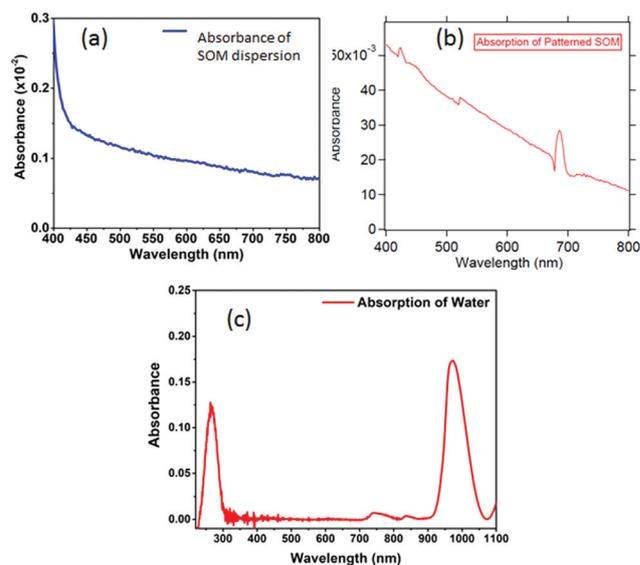 (a)
Absorbance of
SOM dispersion
Absorbance (x10⁻²)
0.3
0.2
0.1
0.0
400 450 500 550 600 650 700 750 800
Wavelength (nm)
(b)
Absorption of Patterned SOM
Absorbance
50x10⁻³
40
30
20
10
0
400 500 600 700 800
Wavelength (nm)
(c)
Absorption of Water
Absorbance
0.25
0.20
0.15
0.10
0.05
0.00
300 400 500 600 700 800 900 1000 1100
Wavelength (nm)